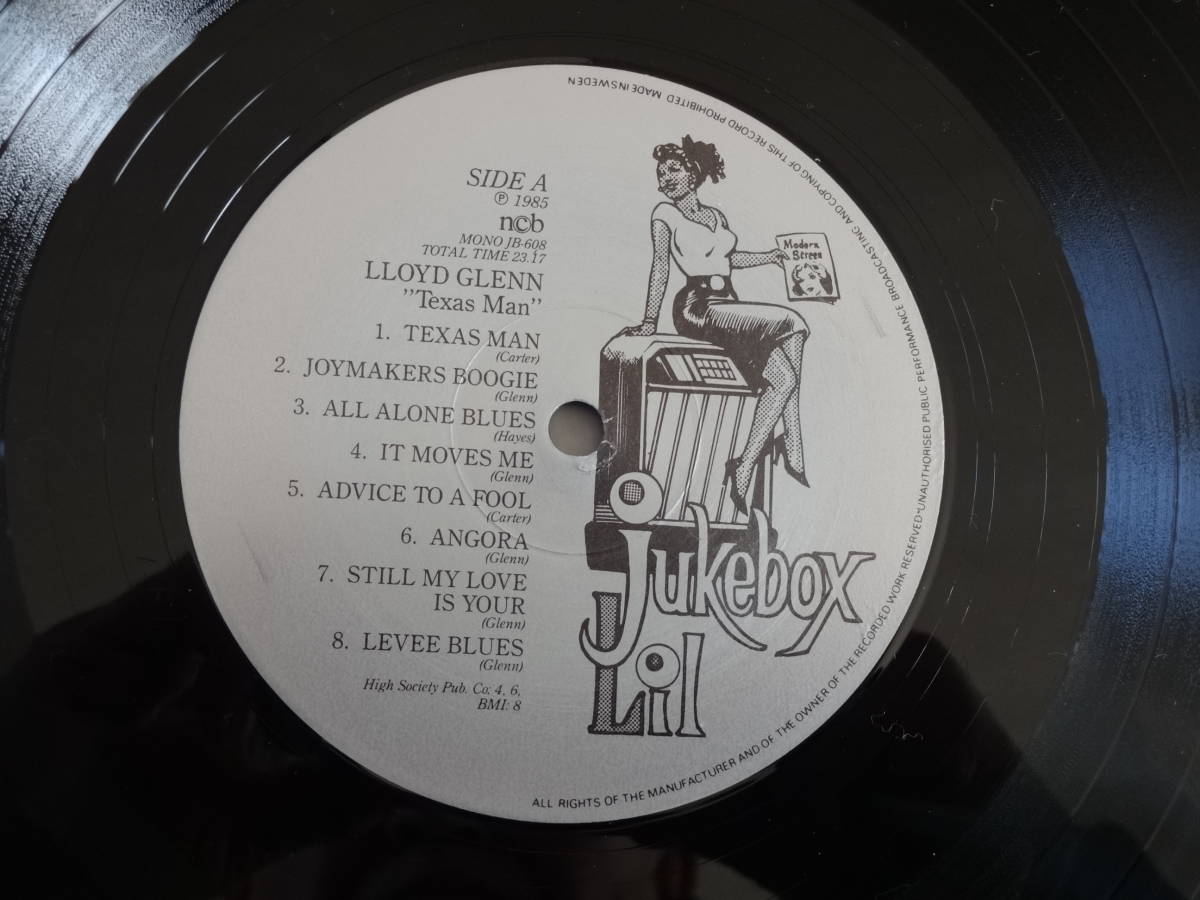 SIDE A
℗ 1985
ncb
MONO JB-608
TOTAL TIME 23.17
LLOYD GLENN
"Texas Man"
1. TEXAS MAN
(Carter)
2. JOYMAKERS BOOGIE
(Glenn)
3. ALL ALONE BLUES
(Hayes)
4. IT MOVES ME
(Glenn)
5. ADVICE TO A FOOL
(Carter)
6. ANGORA
(Glenn)
7. STILL MY LOVE
IS YOUR
(Glenn)
8. LEVEE BLUES
(Glenn)
High Society Pub. Co: 4, 6,
BMI: 8
Modern
Screen
Jukebox
Lil
ALL RIGHTS OF THE MANUFACTURER AND OF THE OWNER OF THE RECORDED WORK RESERVED·UNAUTHORISED PUBLIC PERFORMANCE BROADCASTING AND COPYING OF THIS RECORD PROHIBITED MADE IN SWEDEN